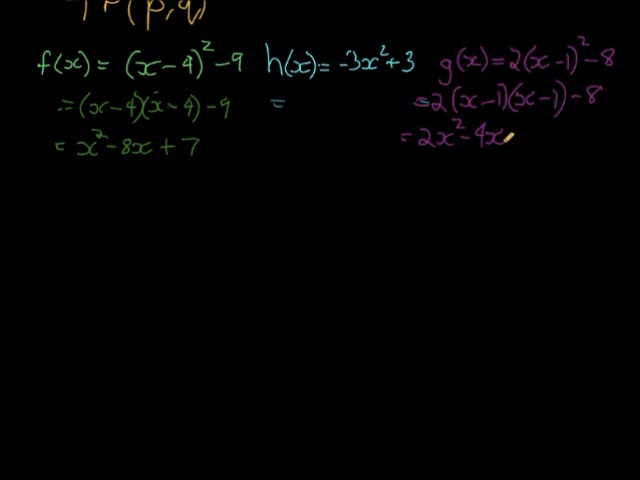 TP(p,q)
f(x) = (x-4)² -9
= (x-4)(x-4) -9
= x² -8x + 7
h(x) = -3x² + 3
=
g(x) = 2(x-1)² -8
= 2(x-1)(x-1) -8
= 2x² -4x